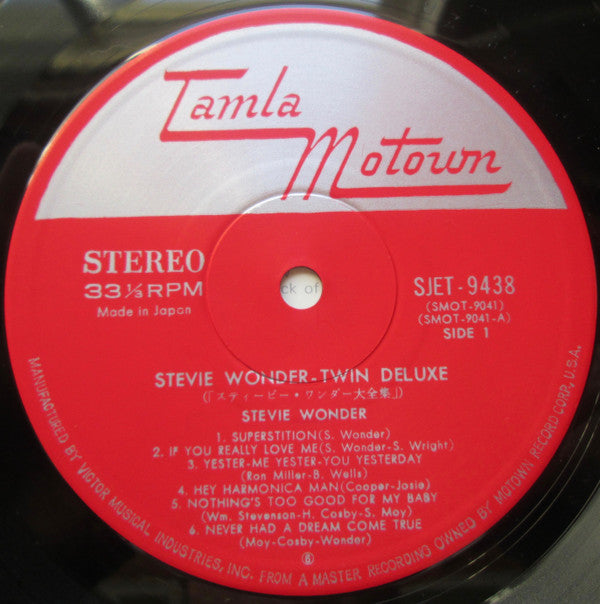 Tamla
Motown
STEREO
33⅓RPM
Made in Japan
ck of
SJET-9438
(SMOT-9041)
(SMOT-9041-A)
SIDE 1
STEVIE WONDER-TWIN DELUXE
(「スティービー・ワンダー大全集」)
STEVIE WONDER
1. SUPERSTITION(S. Wonder)
2. IF YOU REALLY LOVE ME(S. Wonder-S. Wright)
3. YESTER-ME YESTER-YOU YESTERDAY
(Ron Miller-B. Wells)
4. HEY HARMONICA MAN(Cooper-Josie)
5. NOTHING'S TOO GOOD FOR MY BABY
(Wm. Stevenson-H. Cosby-S. Moy)
6. NEVER HAD A DREAM COME TRUE
(Moy-Cosby-Wonder)
⑥
MANUFACTURED BY VICTOR MUSICAL INDUSTRIES, INC. FROM A MASTER RECORDING OWNED BY MOTOWN RECORD CORP., U.S.A.